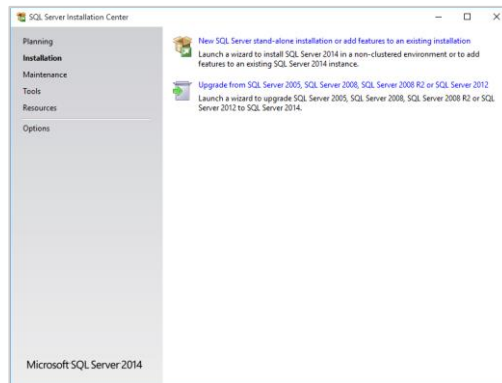 SQL Server Installation Center
Planning
Installation
Maintenance
Tools
Resources
Options
New SQL Server stand-alone installation or add features to an existing installation
Launch a wizard to install SQL Server 2014 in a non-clustered environment or to add
features to an existing SQL Server 2014 instance.
Upgrade from SQL Server 2005, SQL Server 2008, SQL Server 2008 R2 or SQL Server 2012
Launch a wizard to upgrade SQL Server 2005, SQL Server 2008, SQL Server 2008 R2 or SQL
Server 2012 to SQL Server 2014.
Microsoft SQL Server 2014